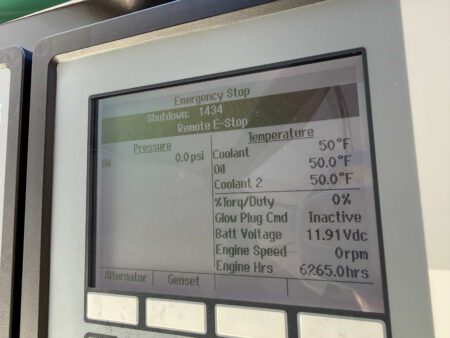 Emergency Stop
Shutdown: 1434
Remote E-Stop
Pressure
Oil 0.0 psi
Temperature
Coolant 50°F
Oil 50.0°F
Coolant 2 50.0°F
%Torq/Duty 0%
Glow Plug Cmd Inactive
Batt Voltage 11.91Vdc
Engine Speed 0rpm
Engine Hrs 6265.0hrs
Alternator Genset